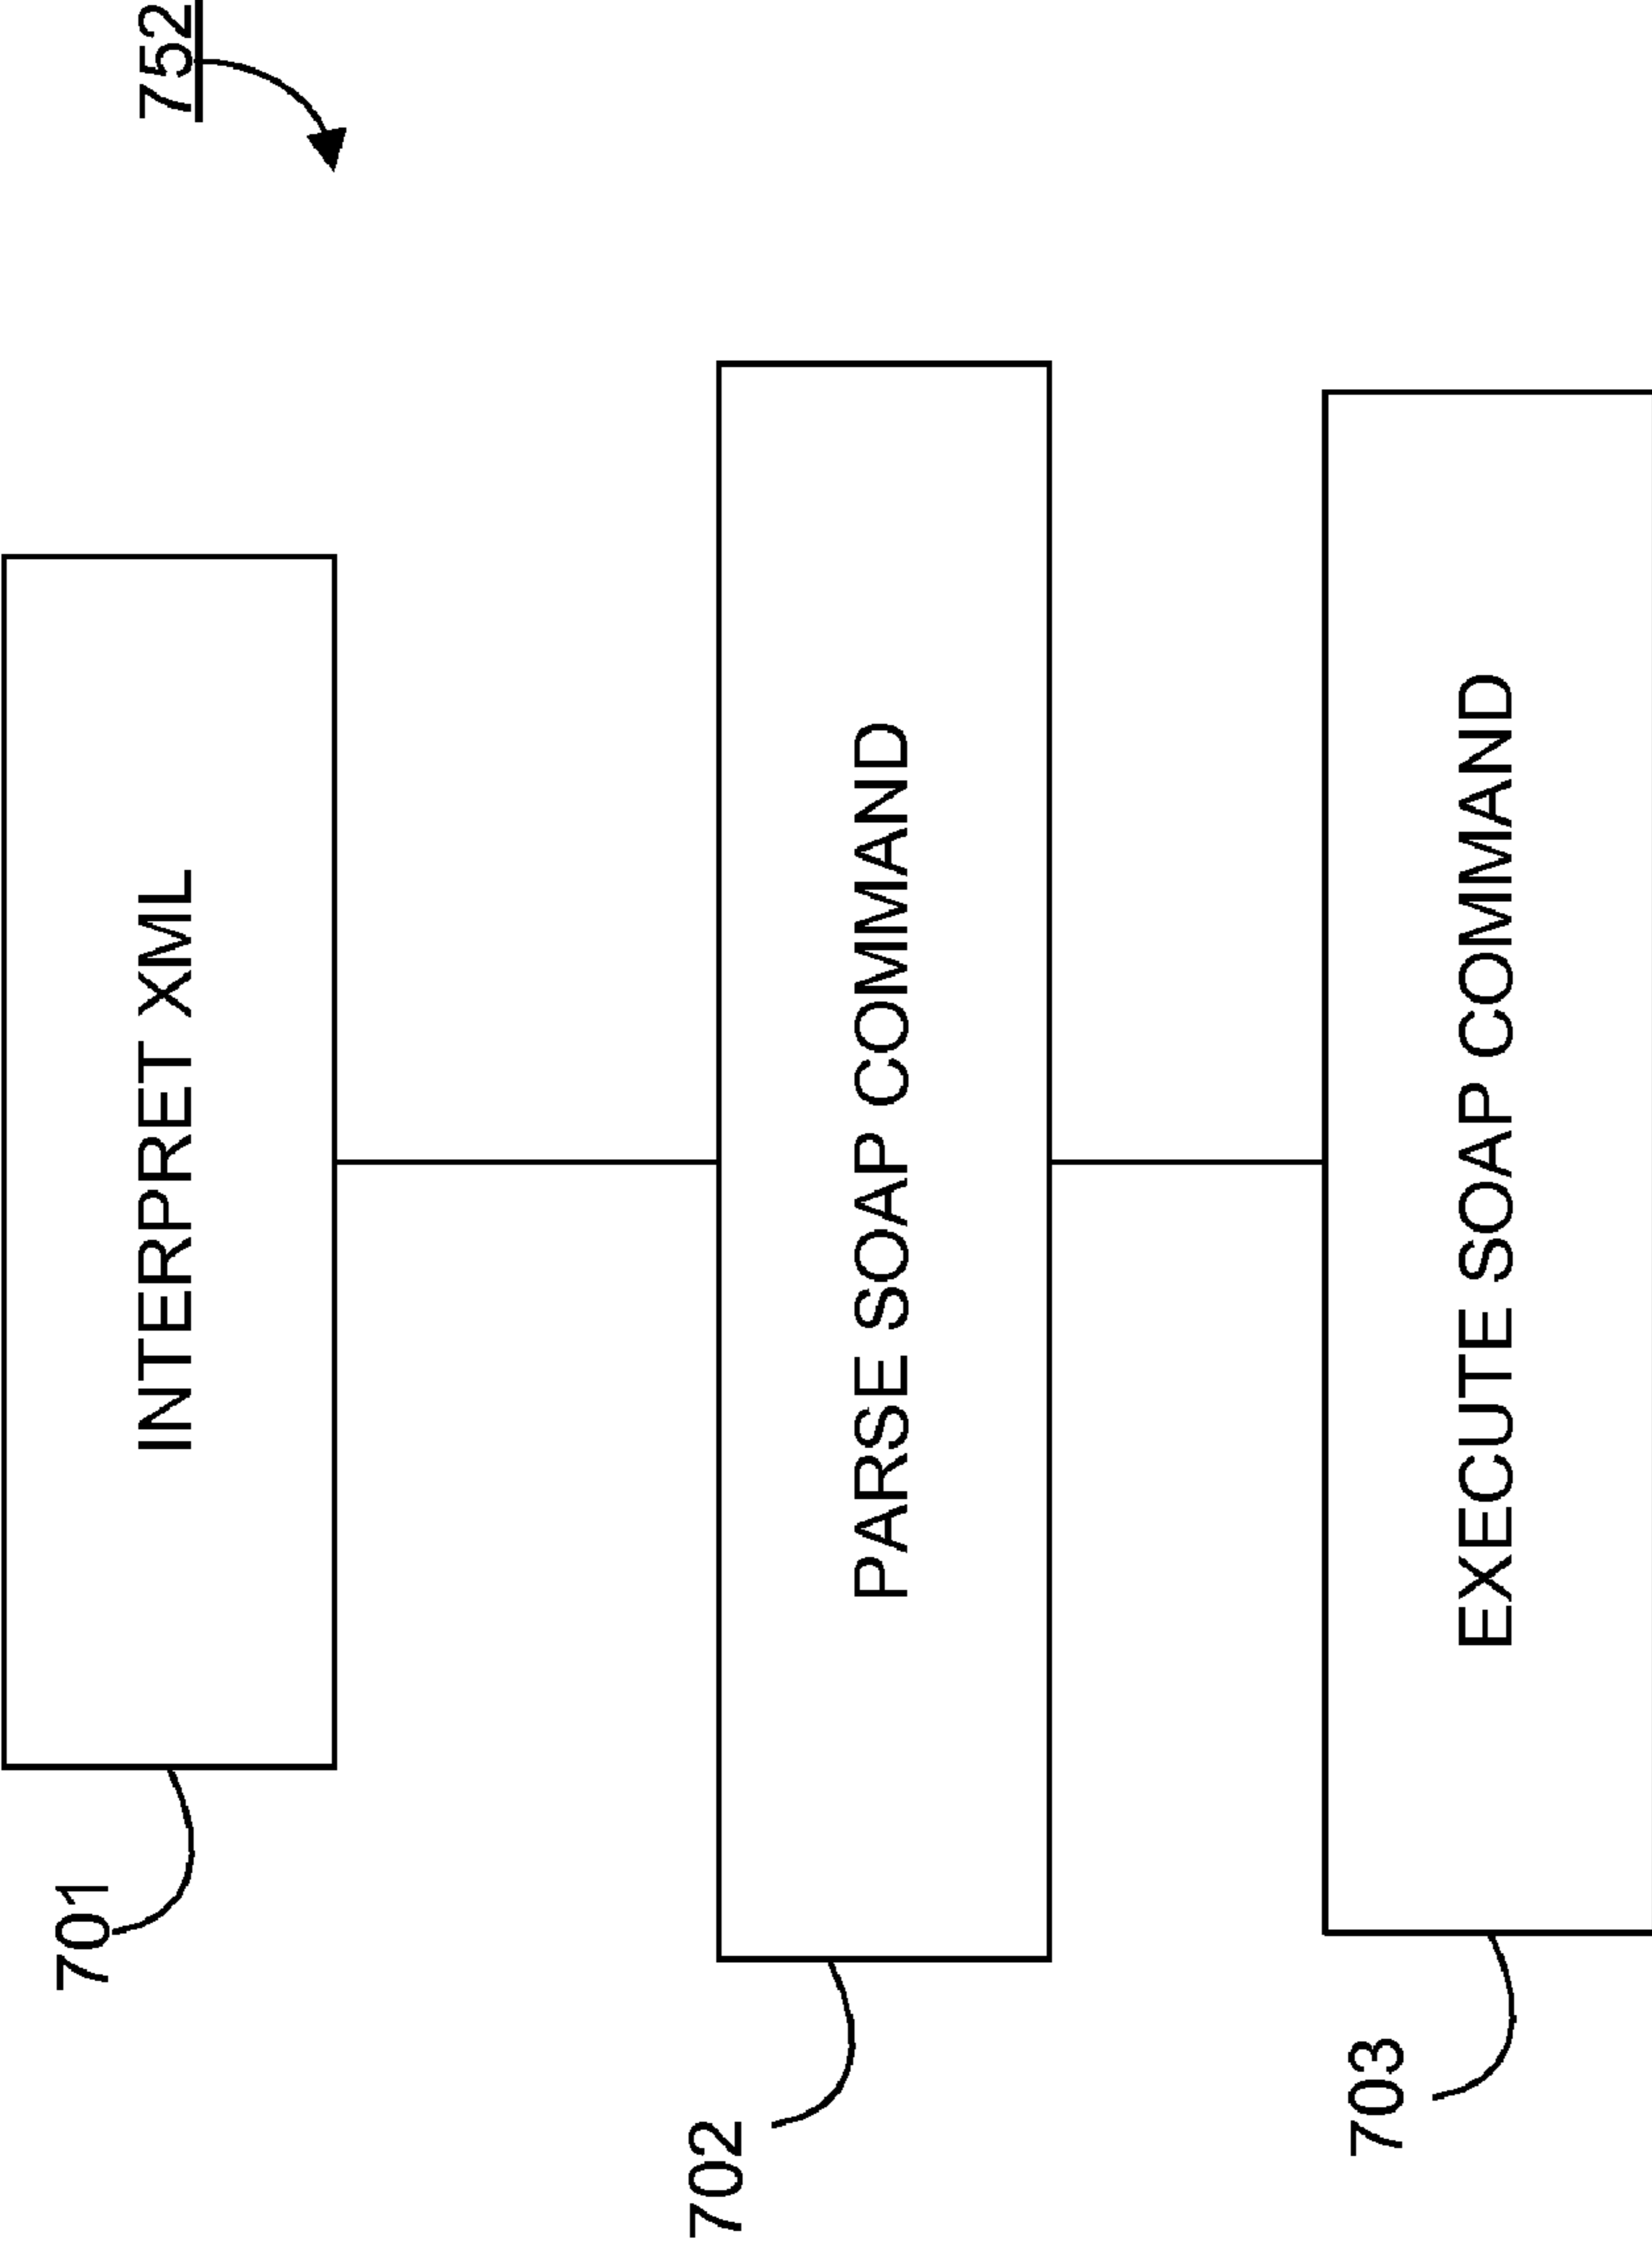 752
INTERPRET XML
701
PARSE SOAP COMMAND
702
EXECUTE SOAP COMMAND
703